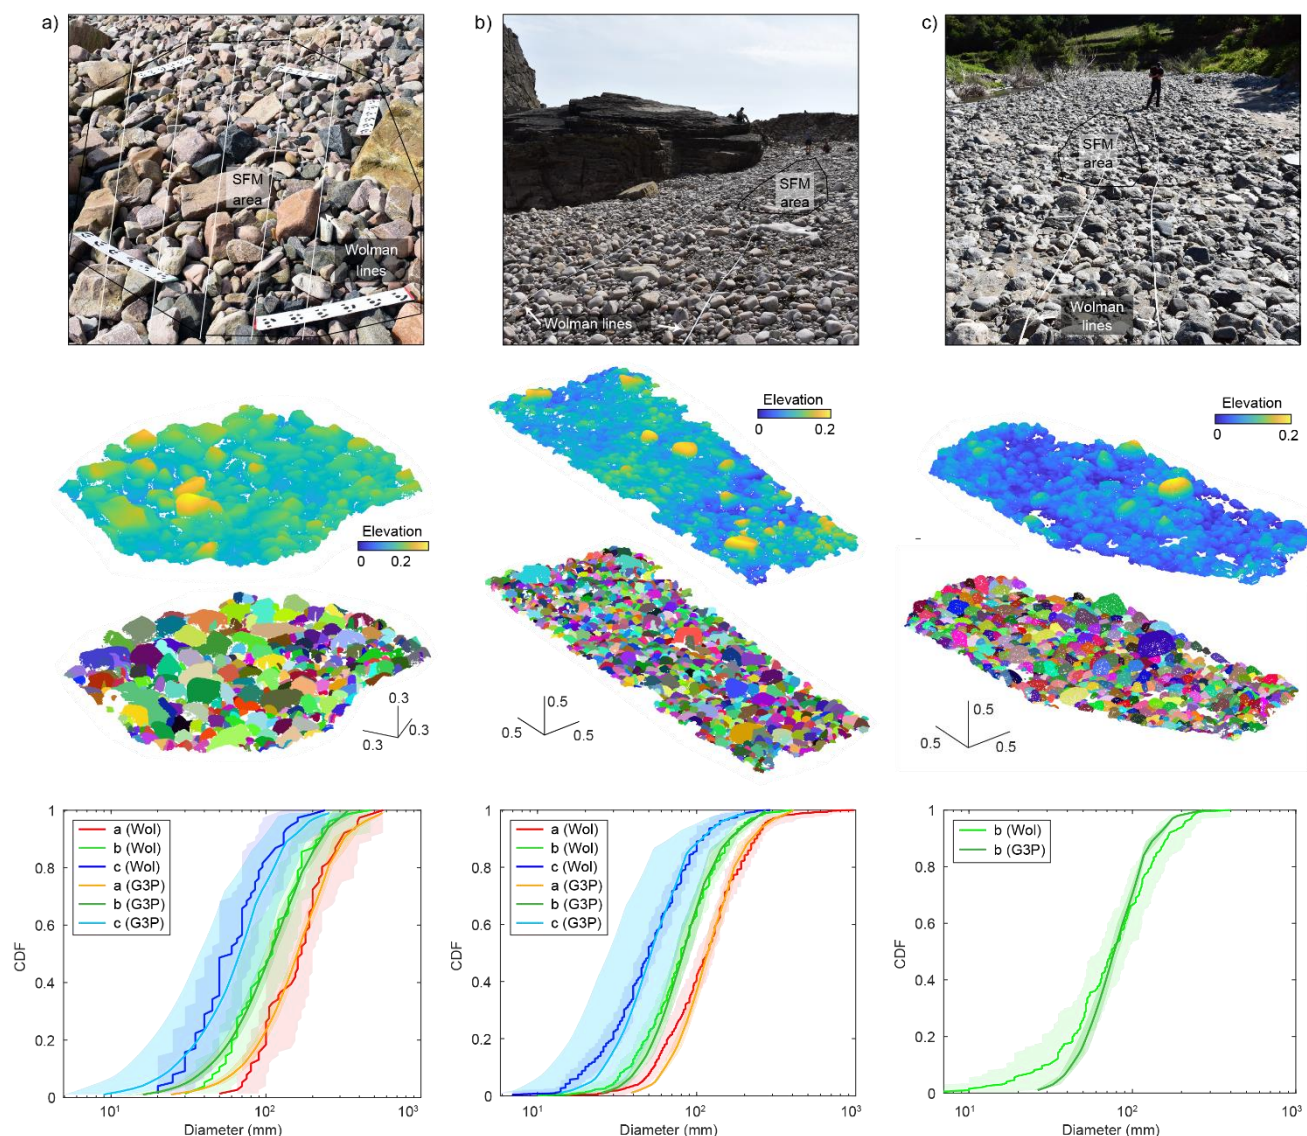 a)
SFM
area
Wolman
lines
b)
SFM
area
Wolman lines
c)
SFM
area
Wolman
lines
Elevation
0 0.2
Elevation
0 0.2
Elevation
0 0.2
0.3
0.3
0.3
0.5
0.5
0.5
0.5
0.5
0.5
CDF
1
0.8
0.6
0.4
0.2
0
a (Wol)
b (Wol)
c (Wol)
a (G3P)
b (G3P)
c (G3P)
10¹ 10² 10³
Diameter (mm)
CDF
1
0.8
0.6
0.4
0.2
0
a (Wol)
b (Wol)
c (Wol)
a (G3P)
b (G3P)
c (G3P)
10¹ 10² 10³
Diameter (mm)
CDF
1
0.8
0.6
0.4
0.2
0
b (Wol)
b (G3P)
10¹ 10² 10³
Diameter (mm)